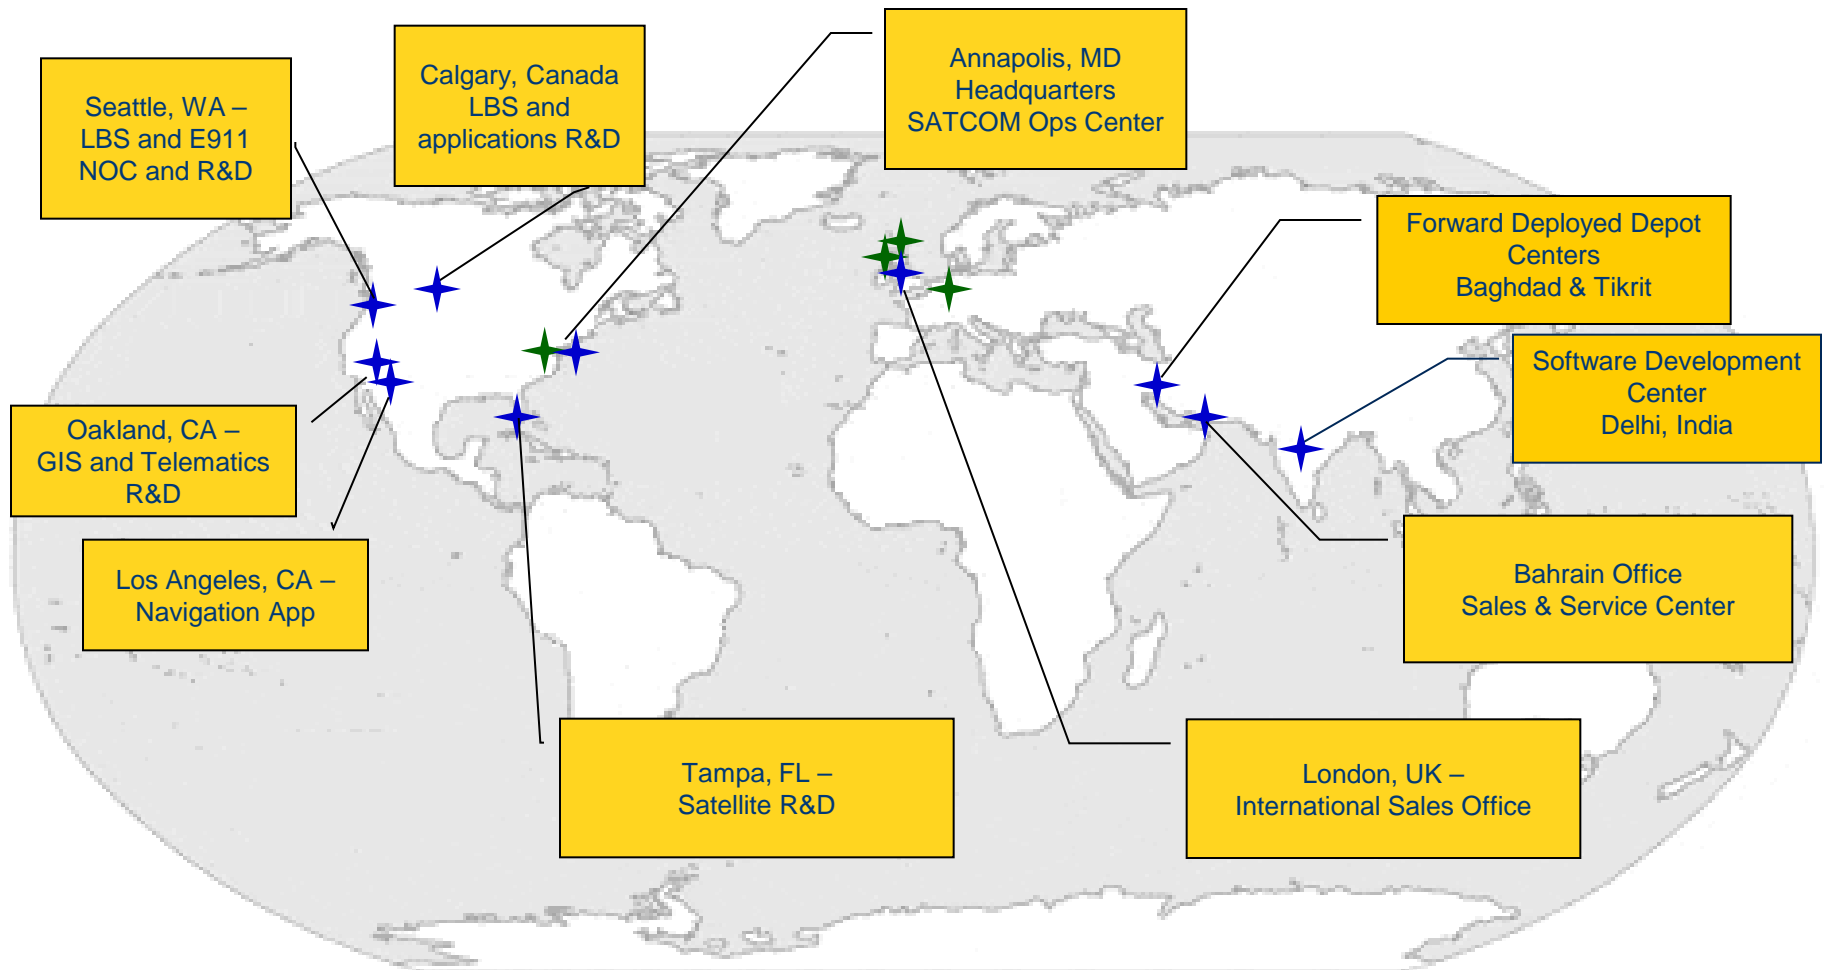 Annapolis, MD
Headquarters
SATCOM Ops Center
Calgary, Canada
LBS and
applications R&D
Seattle, WA –
LBS and E911
NOC and R&D
Forward Deployed Depot
Centers
Baghdad & Tikrit
Software Development
Center
Delhi, India
Oakland, CA –
GIS and Telematics
R&D
Los Angeles, CA –
Navigation App
Bahrain Office
Sales & Service Center
Tampa, FL –
Satellite R&D
London, UK –
International Sales Office